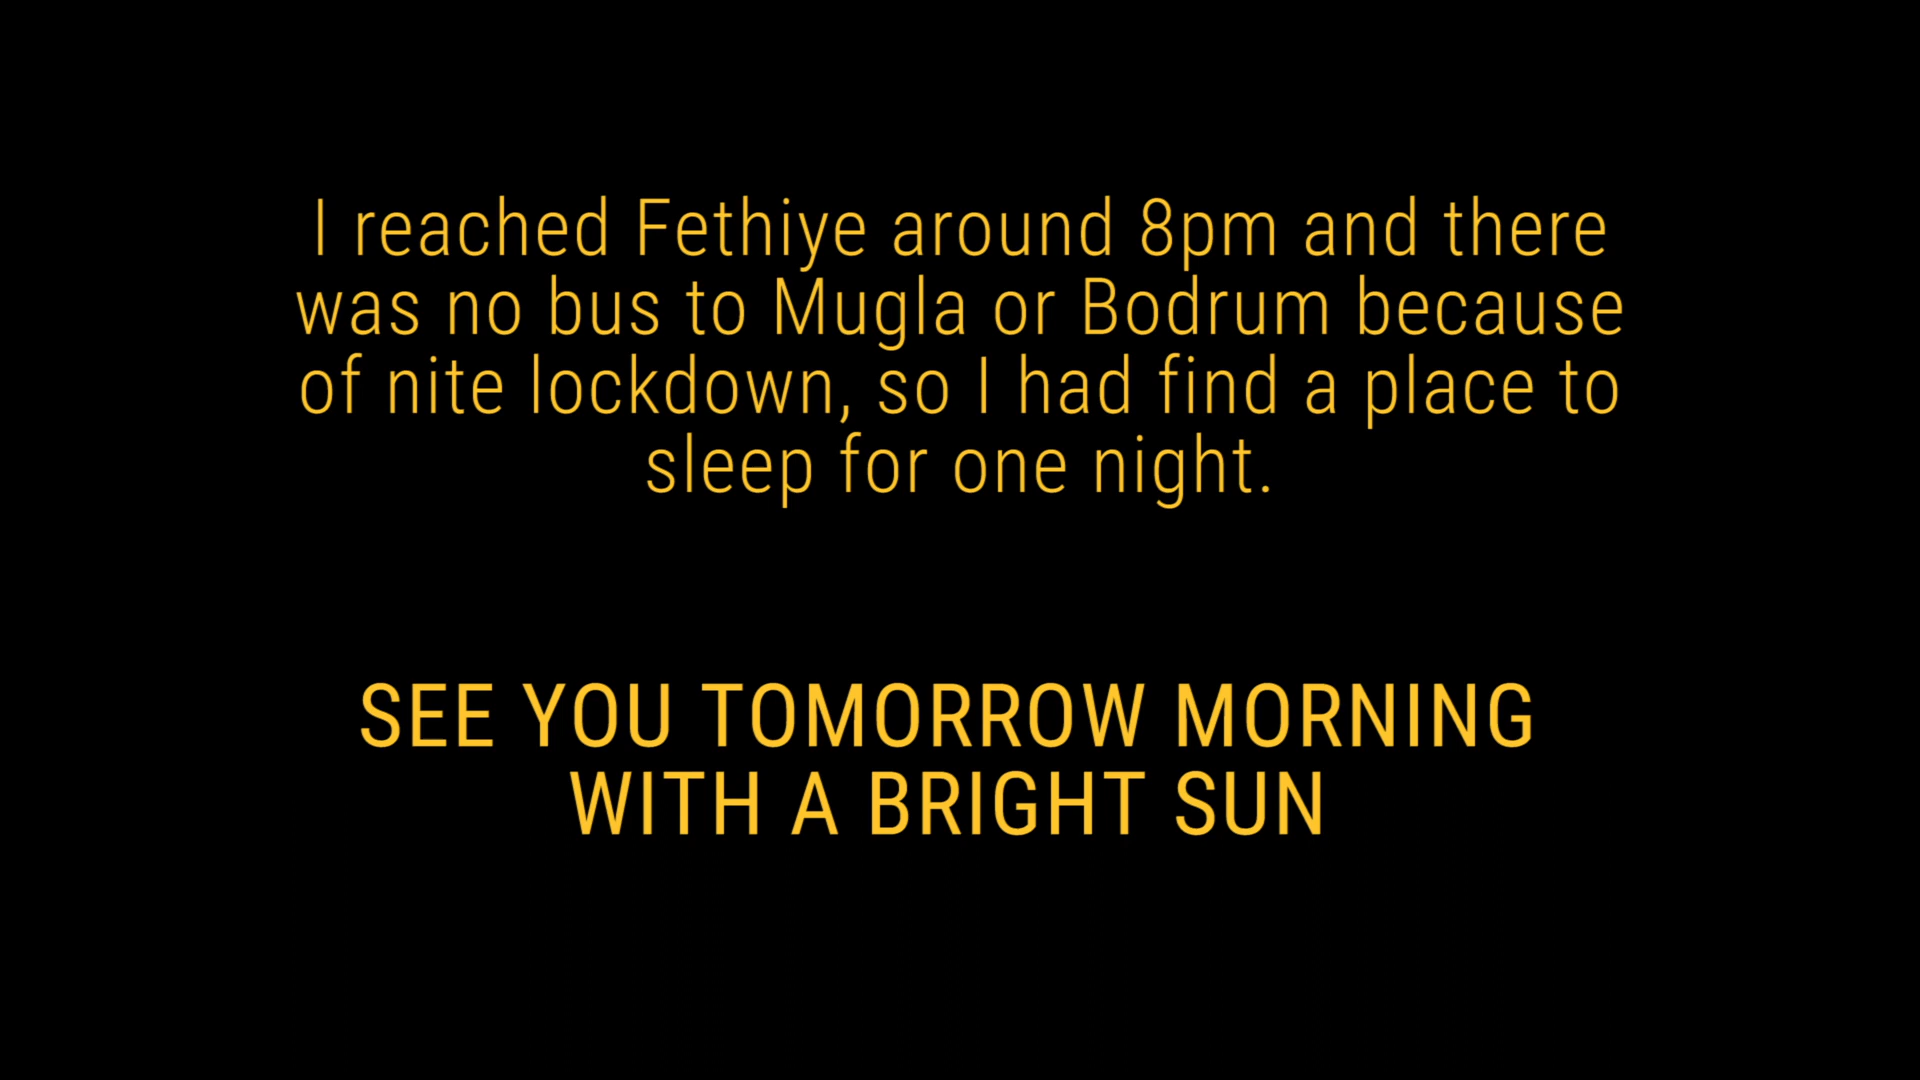 I reached Fethiye around 8pm and there
was no bus to Mugla or Bodrum because
of nite lockdown, so I had find a place to
sleep for one night.
SEE YOU TOMORROW MORNING
WITH A BRIGHT SUN